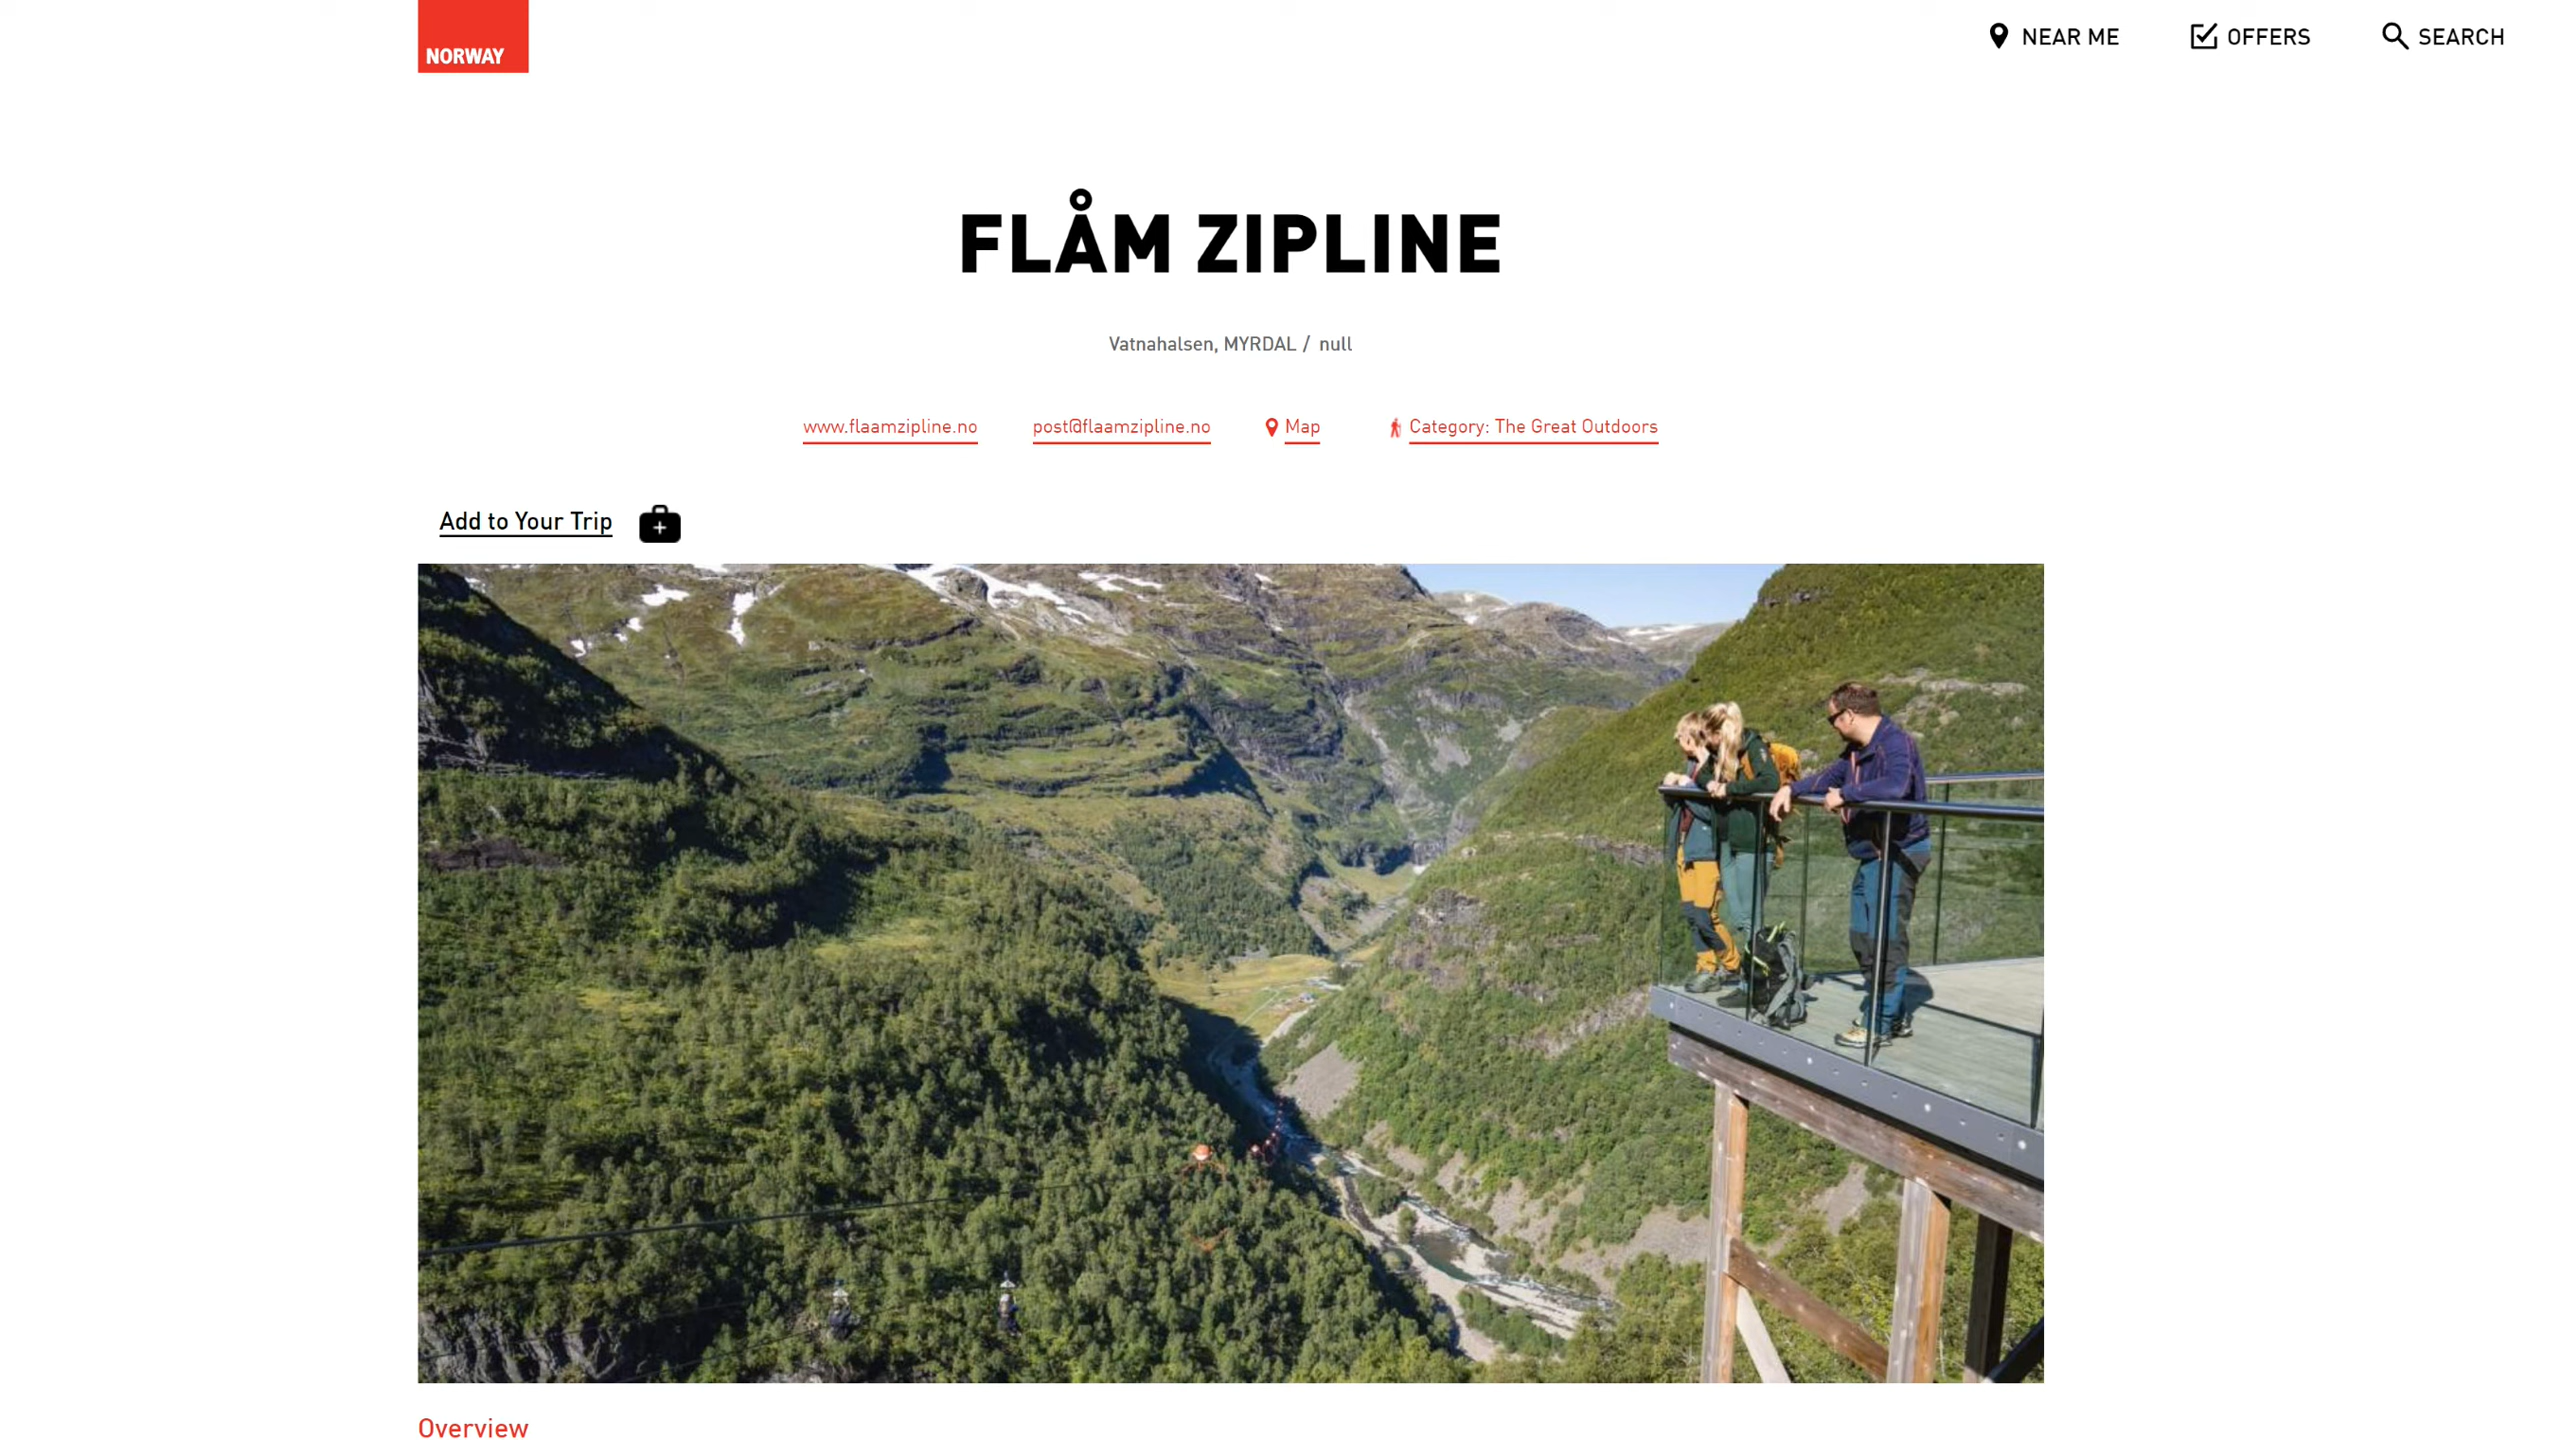 NORWAY
NEAR ME
OFFERS
SEARCH
FLÅM ZIPLINE
Vatnahalsen, MYRDAL / null
www.flaamzipline.no
post@flaamzipline.no
Map
Category: The Great Outdoors
Add to Your Trip
Overview